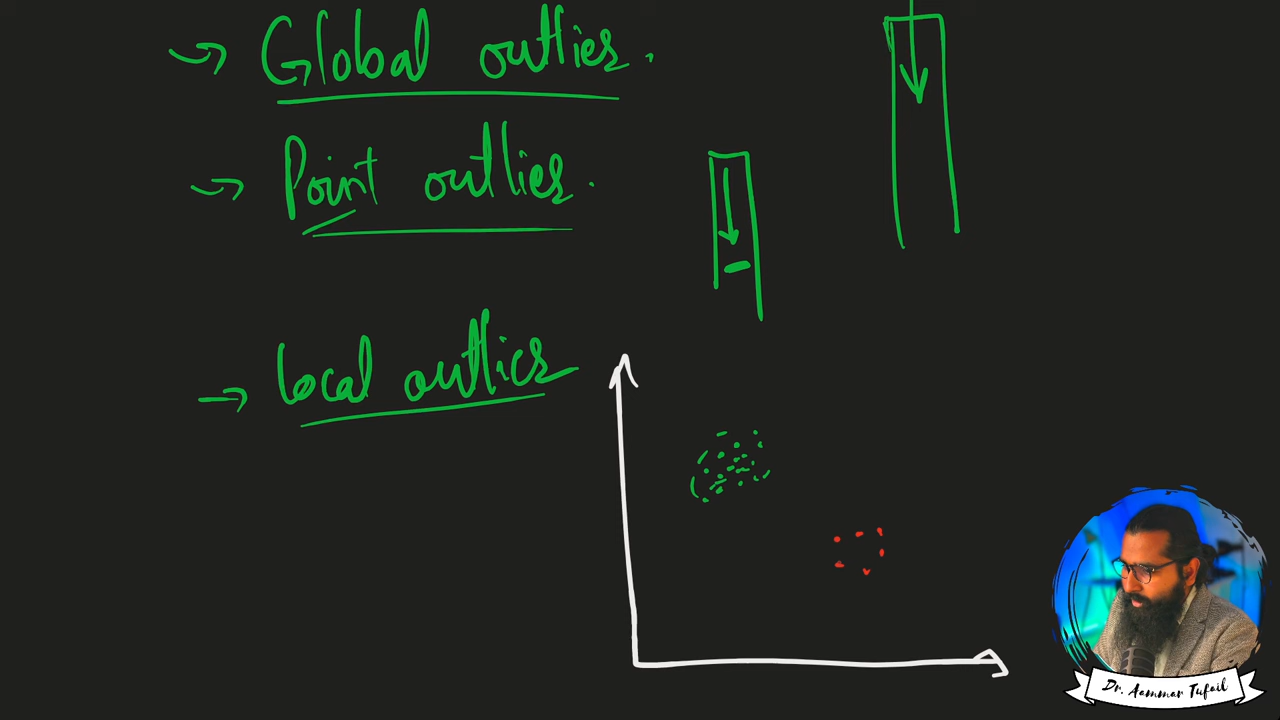 → Global outlies.
→ Point outlies.
→ local outlies
Dr. Aammar Tufail